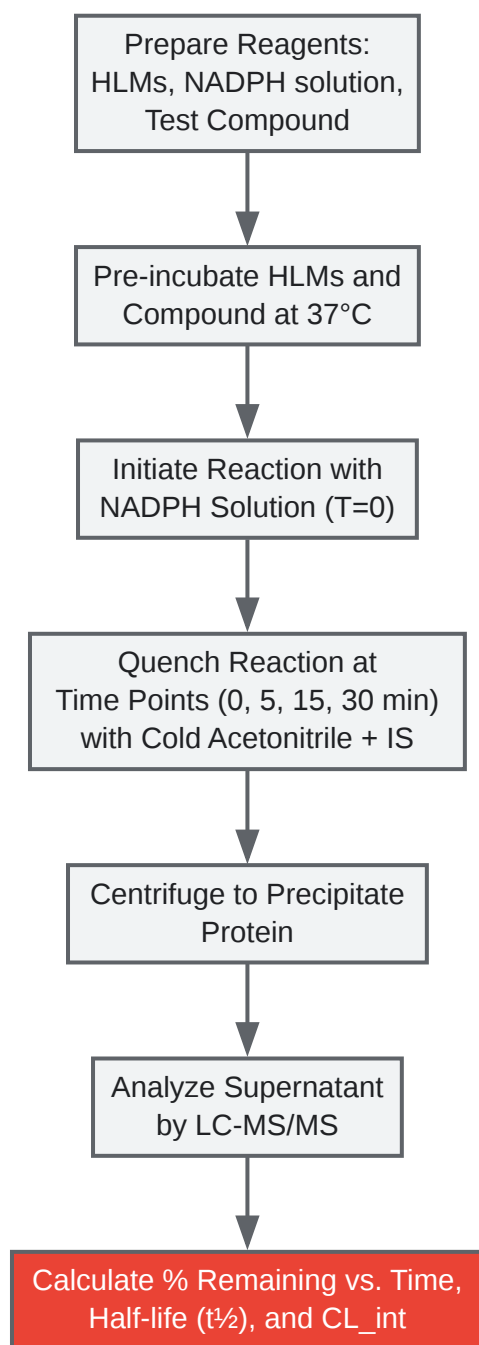 Prepare Reagents:
HLMs, NADPH solution,
Test Compound
Pre-incubate HLMs and
Compound at 37°C
Initiate Reaction with
NADPH Solution (T=0)
Quench Reaction at
Time Points (0, 5, 15, 30 min)
with Cold Acetonitrile + IS
Centrifuge to Precipitate
Protein
Analyze Supernatant
by LC-MS/MS
Calculate % Remaining vs. Time,
Half-life (t½), and CL_int